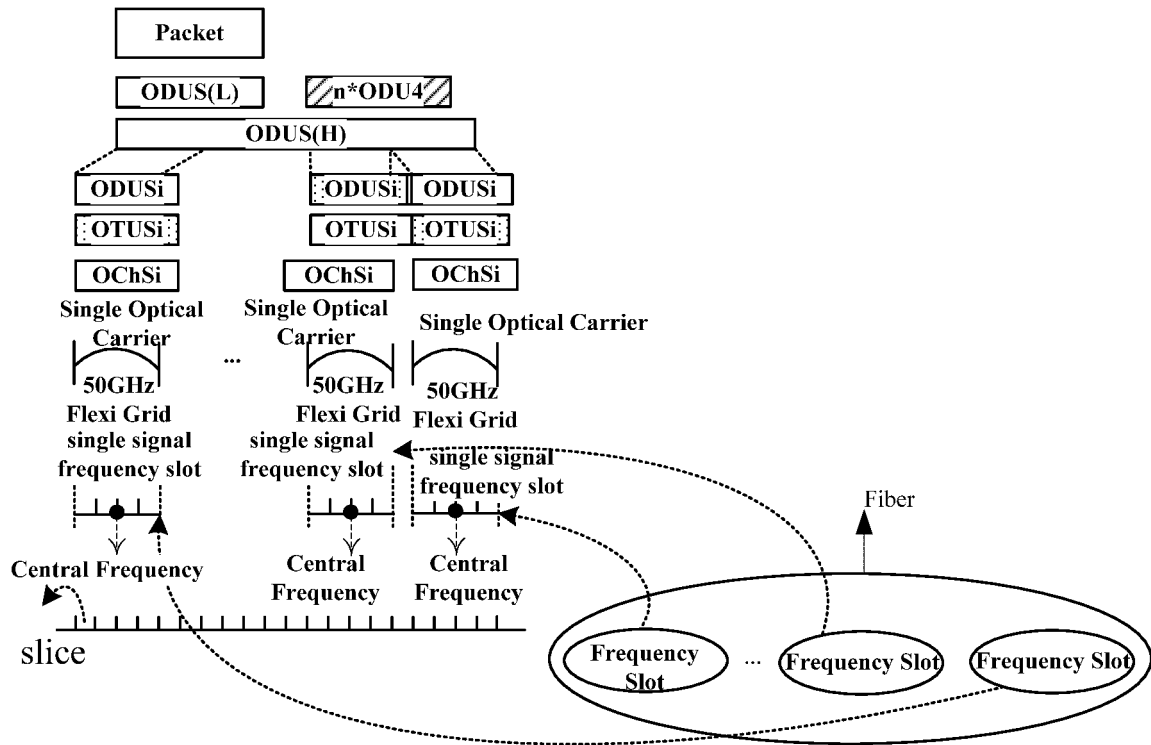 Packet
ODUS(L)
n*ODU4
ODUS(H)
ODUSi
ODUSi
ODUSi
OTUSi
OTUSi
OTUSi
OChSi
OChSi
OChSi
Single Optical
Carrier
Single Optical
Carrier
Single Optical Carrier
...
50GHz
Flexi Grid
50GHz
Flexi Grid
50GHz
Flexi Grid
single signal
frequency slot
single signal
frequency slot
single signal
frequency slot
Central Frequency
Central
Frequency
Central
Frequency
slice
Fiber
Frequency
Slot
...
Frequency Slot
Frequency Slot